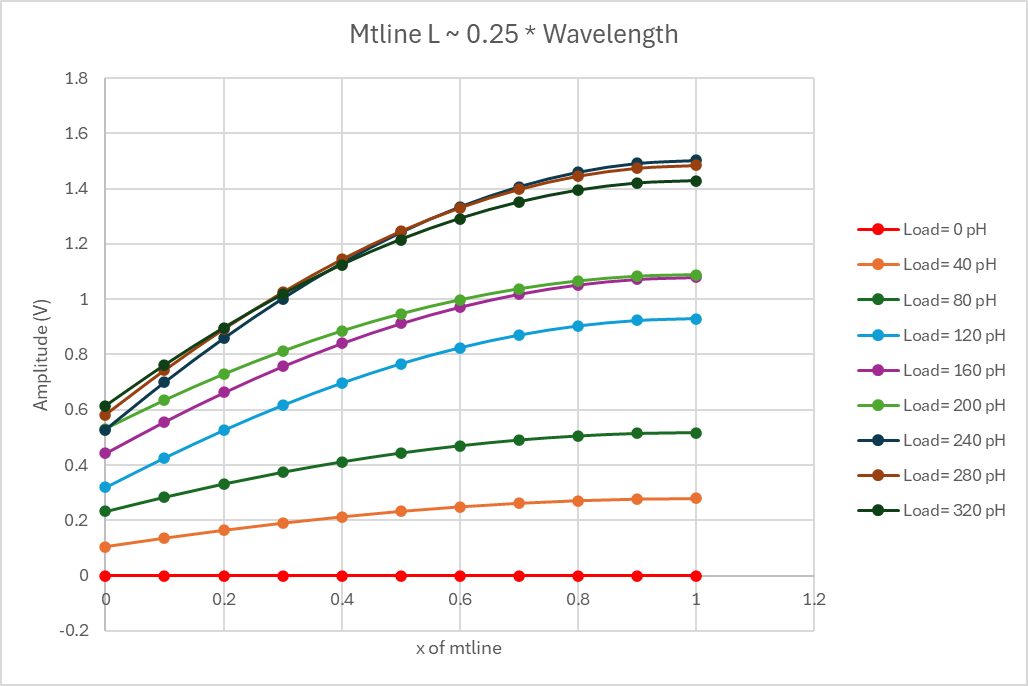 Mtline L ~ 0.25 * Wavelength
1.8
1.6
1.4
1.2
1
0.8
0.6
0.4
0.2
0
-0.2
Amplitude (V)
0 0.2 0.4 0.6 0.8 1 1.2
x of mtline
Load= 0 pH
Load= 40 pH
Load= 80 pH
Load= 120 pH
Load= 160 pH
Load= 200 pH
Load= 240 pH
Load= 280 pH
Load= 320 pH